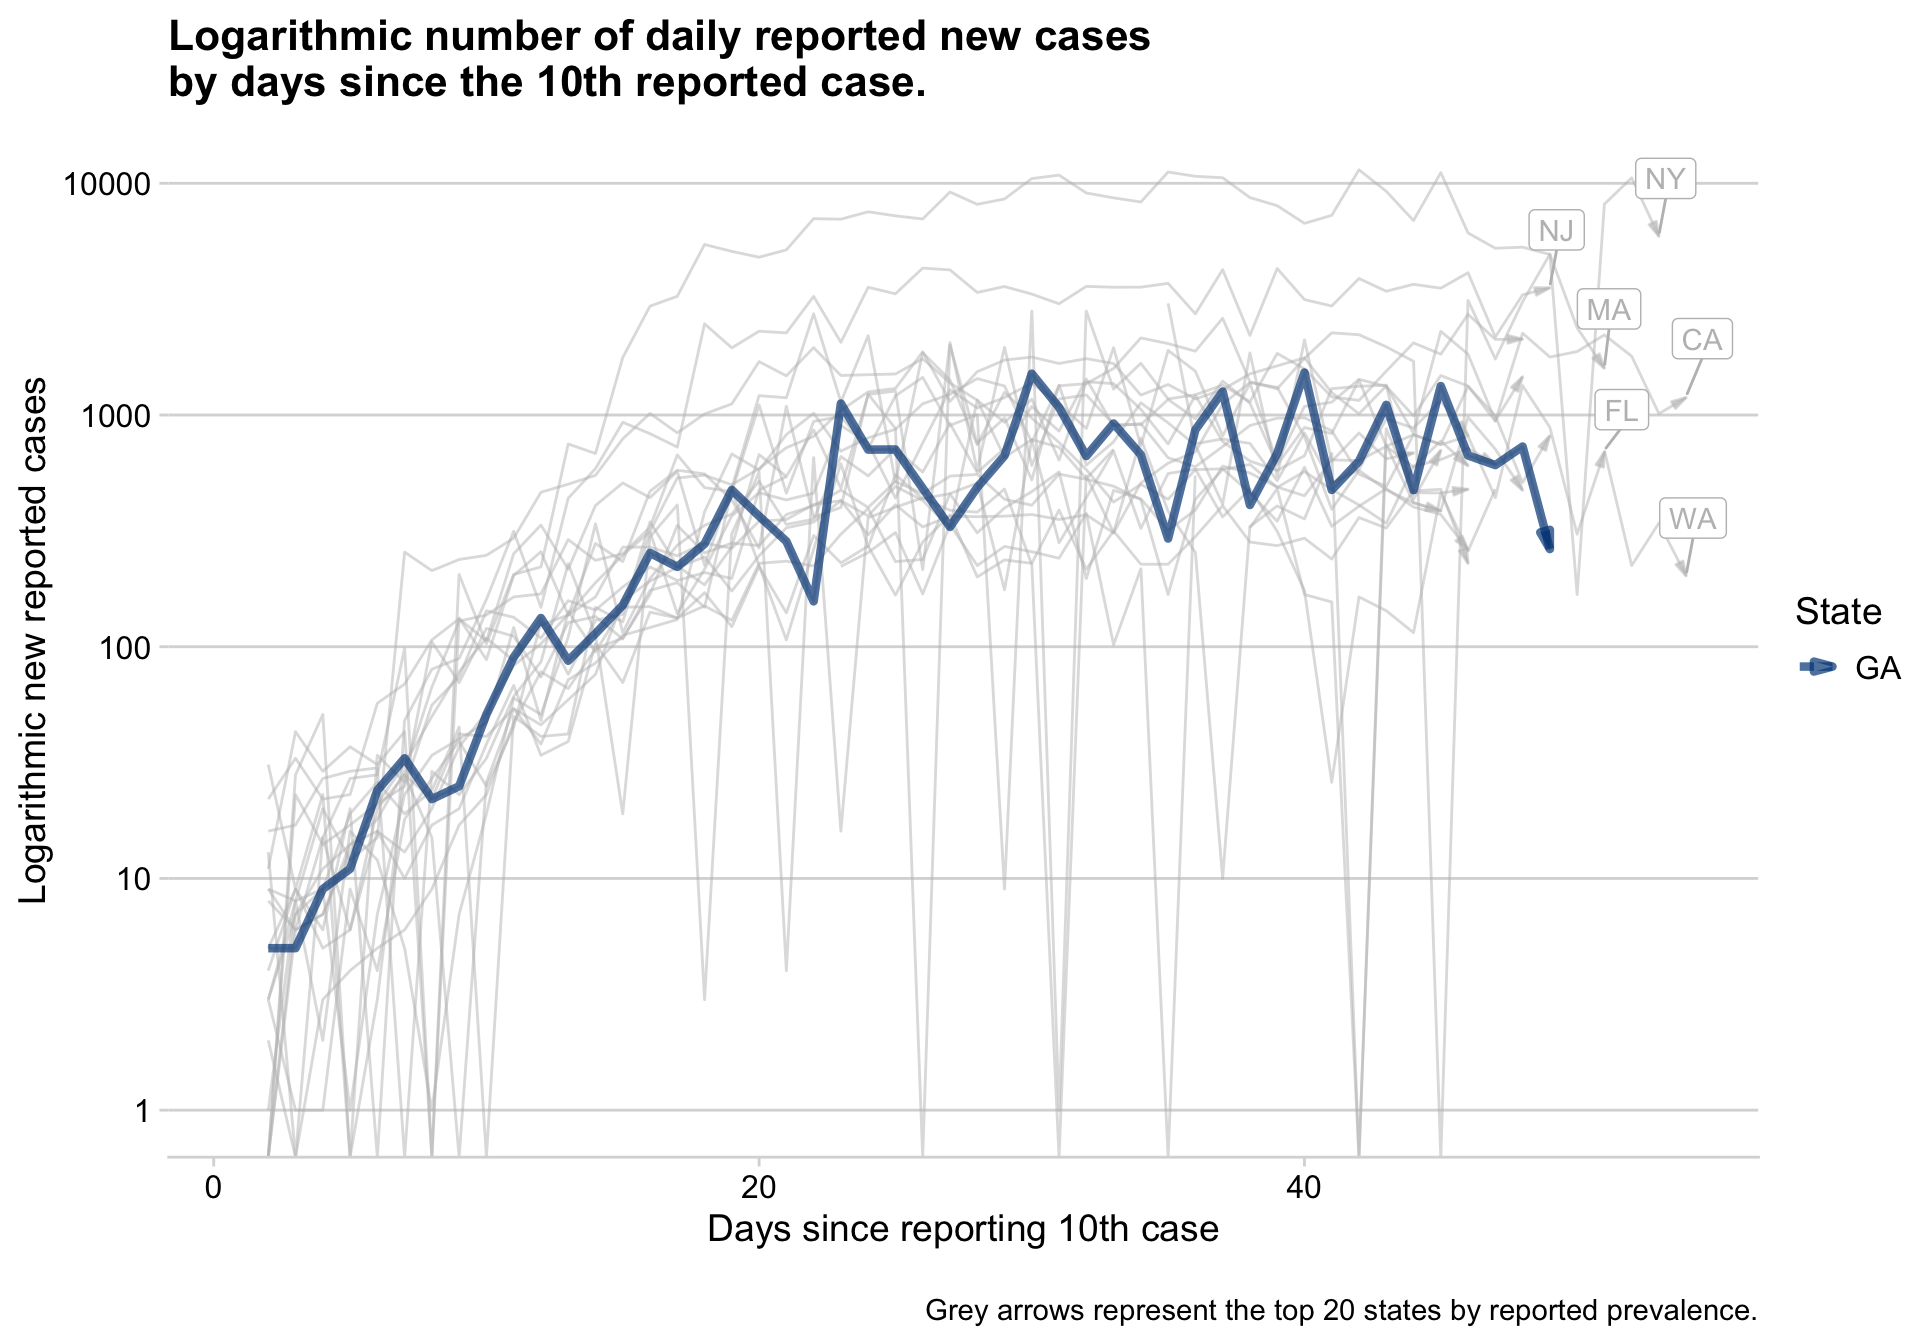 Logarithmic number of daily reported new cases
by days since the 10th reported case.
Logarithmic new reported cases
10000
1000
100
10
1
NY
NJ
MA
CA
FL
WA
State
GA
0
20
40
Days since reporting 10th case
Grey arrows represent the top 20 states by reported prevalence.